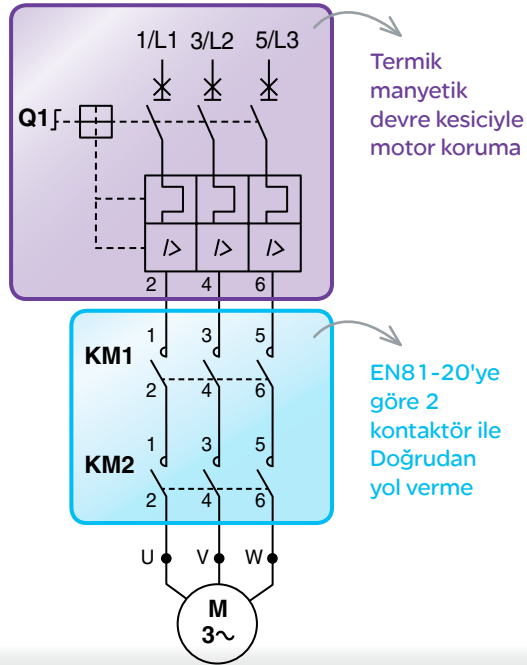 1/L1 3/L2 5/L3
Q1
I> I> I>
2 4 6
Termik
manyetik
devre kesiciyle
motor koruma
1 3 5
KM1
2 4 6
1 3 5
KM2
2 4 6
EN81-20'ye
göre 2
kontaktör ile
Doğrudan
yol verme
U V W
M
3~